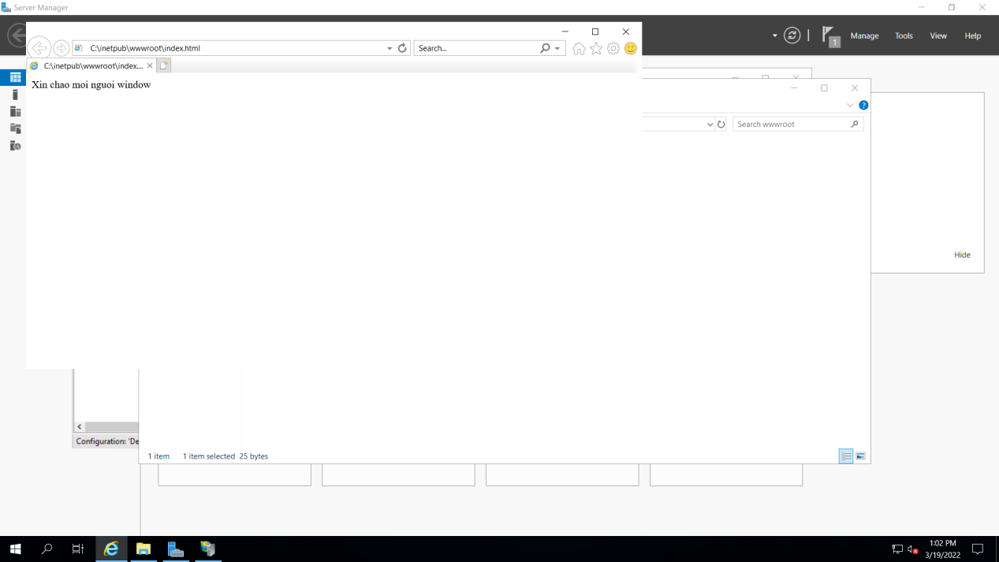 Server Manager
Manage Tools View Help
1
C:\inetpub\wwwroot\index.html
Search...
C:\inetpub\wwwroot\index....
Xin chao moi nguoi window
Search wwwroot
Hide
Configuration: 'De
1 item 1 item selected 25 bytes
1:02 PM
3/19/2022